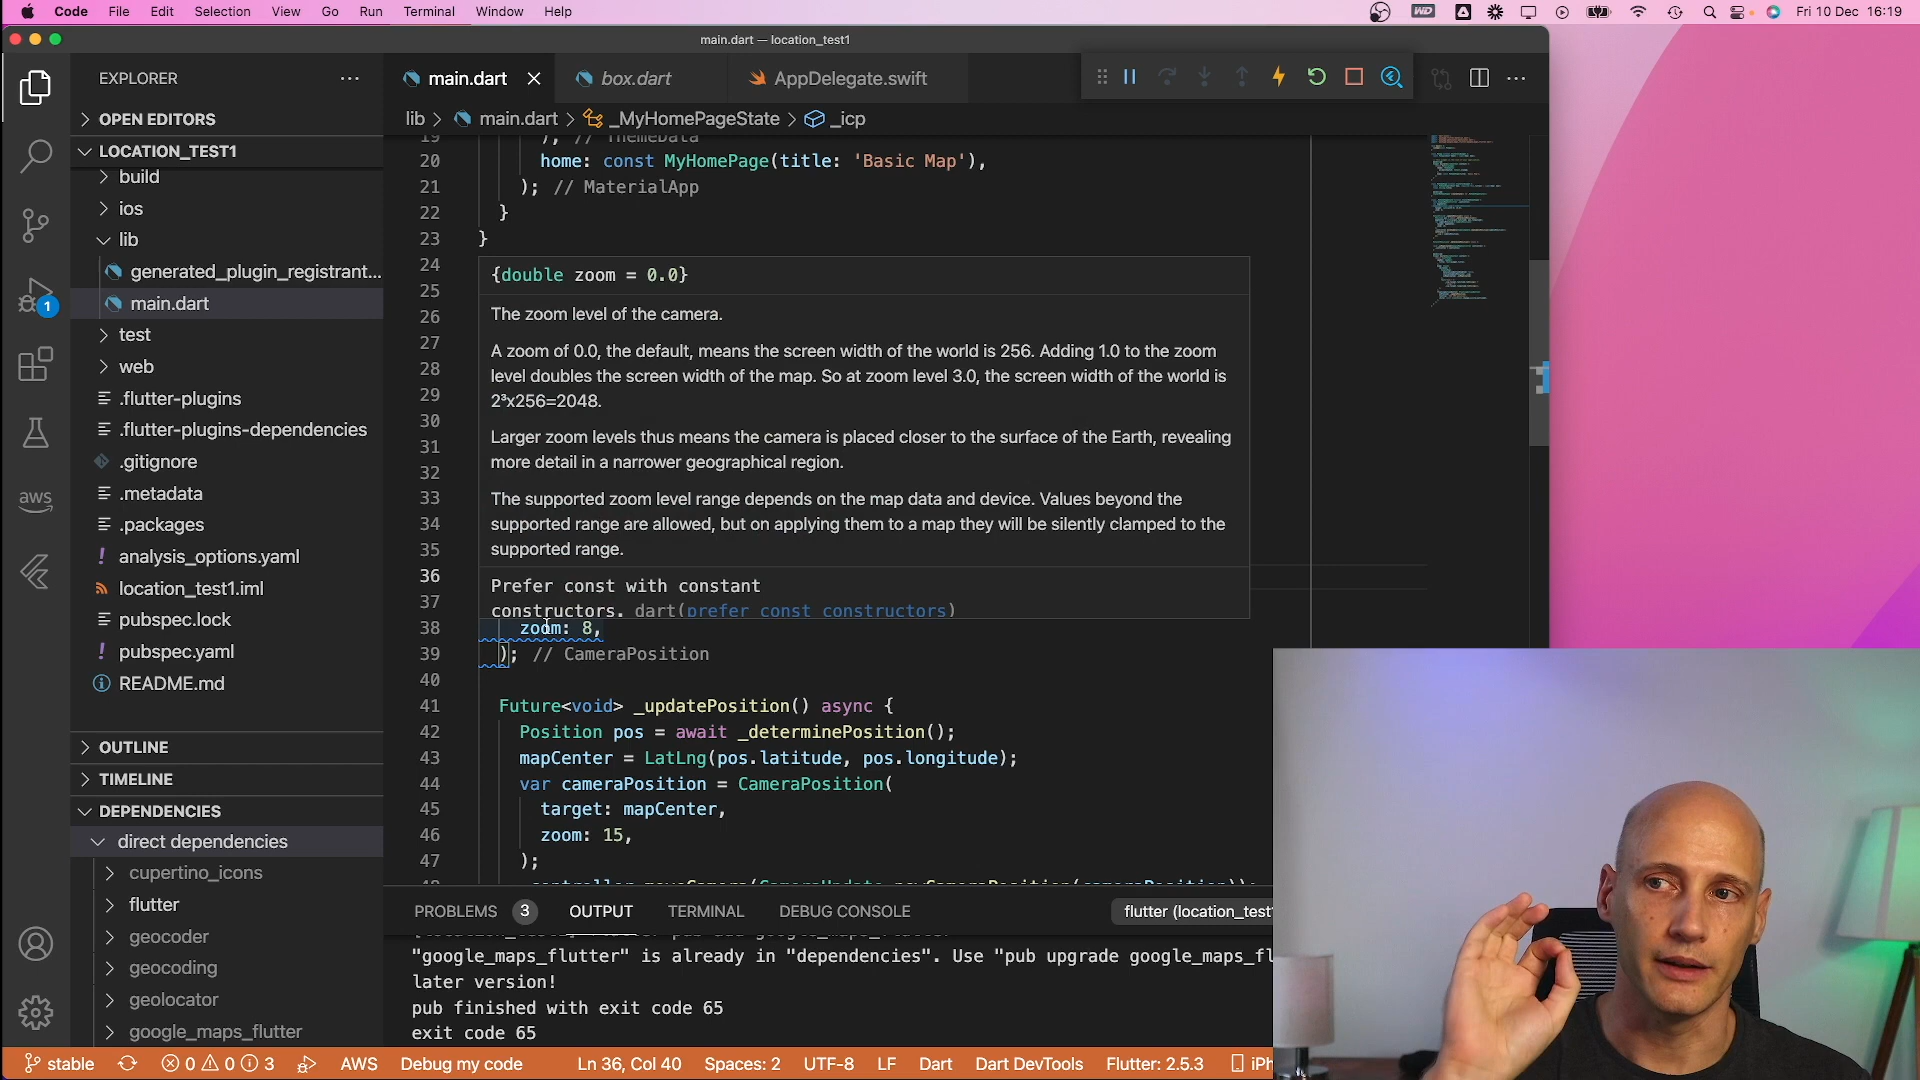 Code File Edit Selection View Go Run Terminal Window Help
WD
Fri 10 Dec 16:19
main.dart — location_test1
EXPLORER
main.dart
box.dart
AppDelegate.swift
OPEN EDITORS
lib > main.dart > _MyHomePageState > _icp
LOCATION_TEST1
build
ios
lib
generated_plugin_registrant...
main.dart
test
web
.flutter-plugins
.flutter-plugins-dependencies
.gitignore
.metadata
.packages
analysis_options.yaml
location_test1.iml
pubspec.lock
pubspec.yaml
README.md
OUTLINE
TIMELINE
DEPENDENCIES
direct dependencies
cupertino_icons
flutter
geocoder
geocoding
geolocator
google_maps_flutter
1
aws
19 ), // ThemeData
20 home: const MyHomePage(title: 'Basic Map'),
21 ); // MaterialApp
22 }
23 }
24
25
26
27
28
29
30
31
32
33
34
35
36
37
{double zoom = 0.0}
The zoom level of the camera.
A zoom of 0.0, the default, means the screen width of the world is 256. Adding 1.0 to the zoom
level doubles the screen width of the map. So at zoom level 3.0, the screen width of the world is
2³x256=2048.
Larger zoom levels thus means the camera is placed closer to the surface of the Earth, revealing
more detail in a narrower geographical region.
The supported zoom level range depends on the map data and device. Values beyond the
supported range are allowed, but on applying them to a map they will be silently clamped to the
supported range.
Prefer const with constant
constructors. dart(prefer_const_constructors)
38 zoom: 8,
39 ); // CameraPosition
40
41 Future<void> _updatePosition() async {
42 Position pos = await _determinePosition();
43 mapCenter = LatLng(pos.latitude, pos.longitude);
44 var cameraPosition = CameraPosition(
45 target: mapCenter,
46 zoom: 15,
47 );
48 controller.moveCamera(CameraUpdate.newCameraPosition(cameraPosition));
PROBLEMS 3 OUTPUT TERMINAL DEBUG CONSOLE
flutter (location_test
"google_maps_flutter" is already in "dependencies". Use "pub upgrade google_maps_fl
later version!
pub finished with exit code 65
exit code 65
stable 0 0 3 AWS Debug my code Ln 36, Col 40 Spaces: 2 UTF-8 LF Dart Dart DevTools Flutter: 2.5.3 iPh